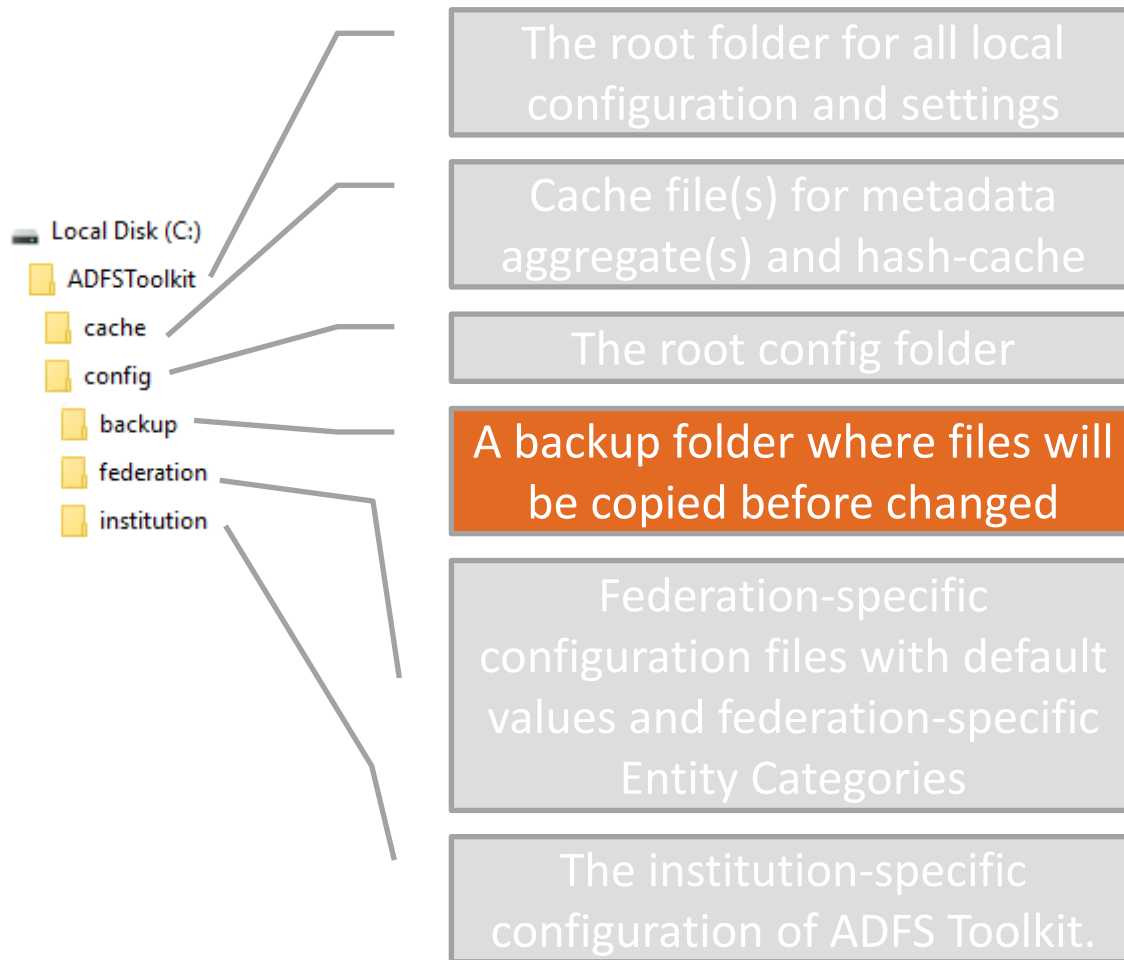 The root folder for all local
configuration and settings
Cache file(s) for metadata
aggregate(s) and hash-cache
Local Disk (C:)
ADFSToolkit
cache
The root config folder
config
backup
A backup folder where files will
be copied before changed
federation
institution
Federation-specific
configuration files with default
values and federation-specific
Entity Categories
The institution-specific
configuration of ADFS Toolkit.